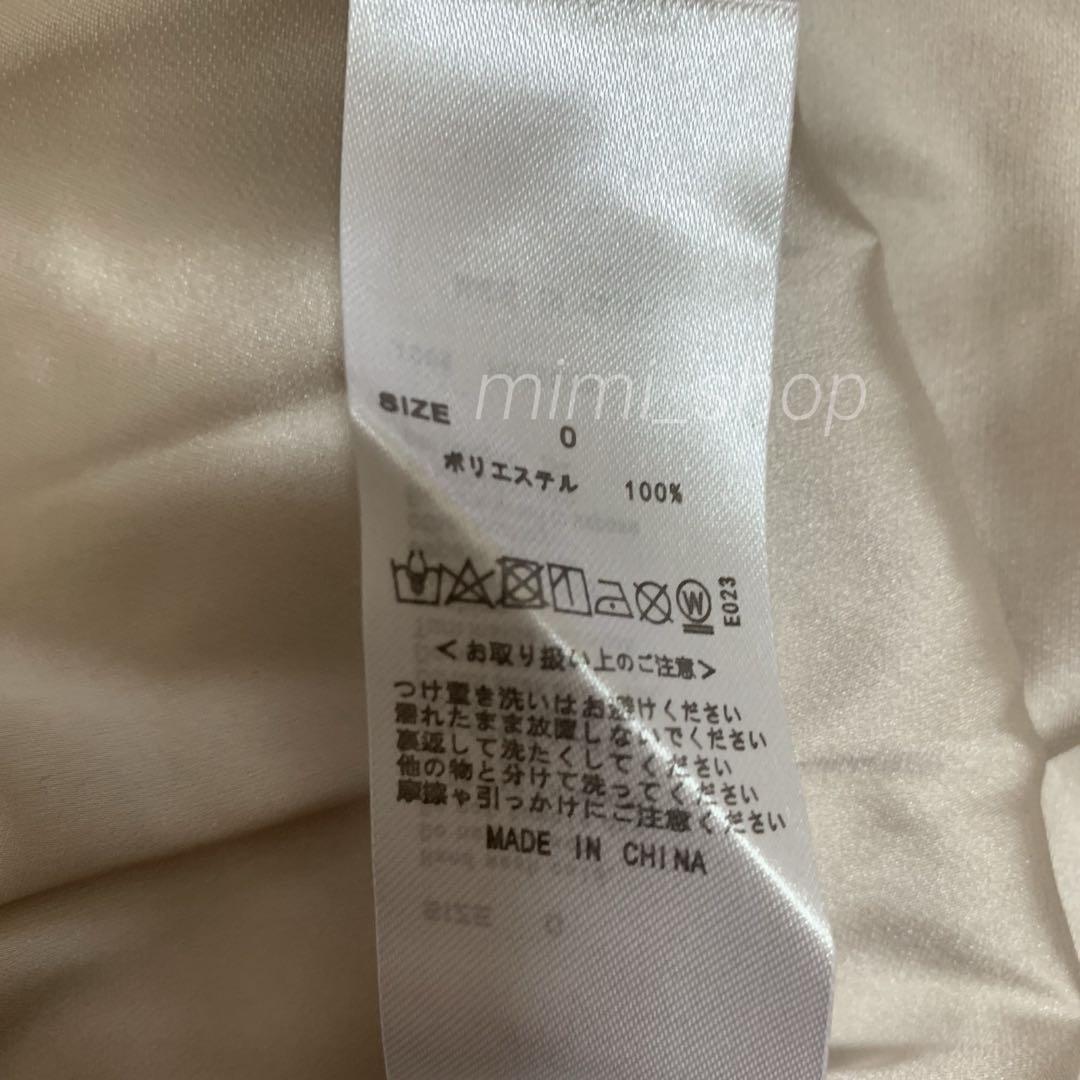 mimi_shop
SIZE 0
ポリエステル 100%
W E023
<お取り扱い上のご注意>
つけ置き洗いはお避けください
濡れたまま放置しないでください
裏返して洗たくしてください
他の物と分けて洗ってください
摩擦や引っかけにご注意ください
MADE IN CHINA